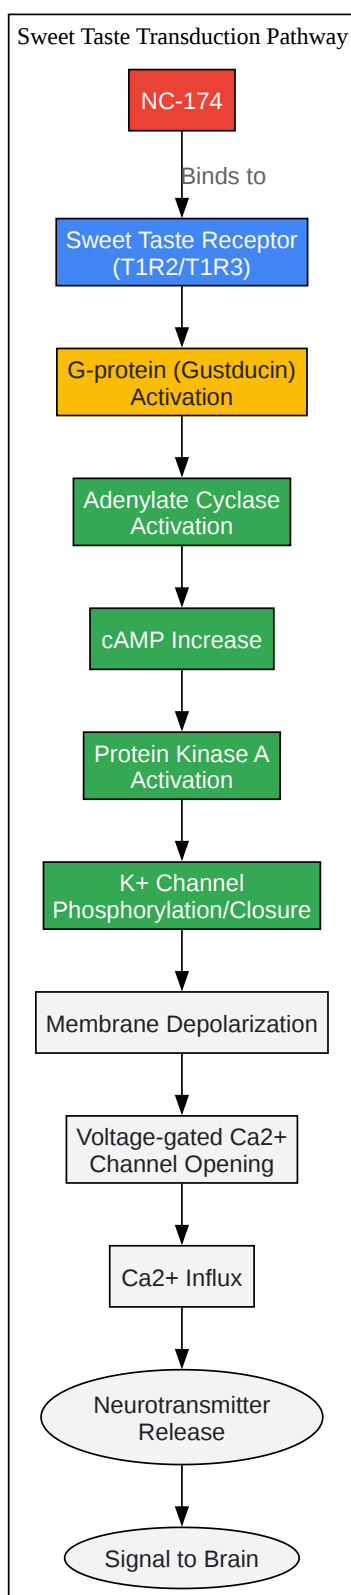 Sweet Taste Transduction Pathway
NC-174
Binds to
Sweet Taste Receptor
(T1R2/T1R3)
G-protein (Gustducin)
Activation
Adenylate Cyclase
Activation
cAMP Increase
Protein Kinase A
Activation
K+ Channel
Phosphorylation/Closure
Membrane Depolarization
Voltage-gated Ca2+
Channel Opening
Ca2+ Influx
Neurotransmitter
Release
Signal to Brain